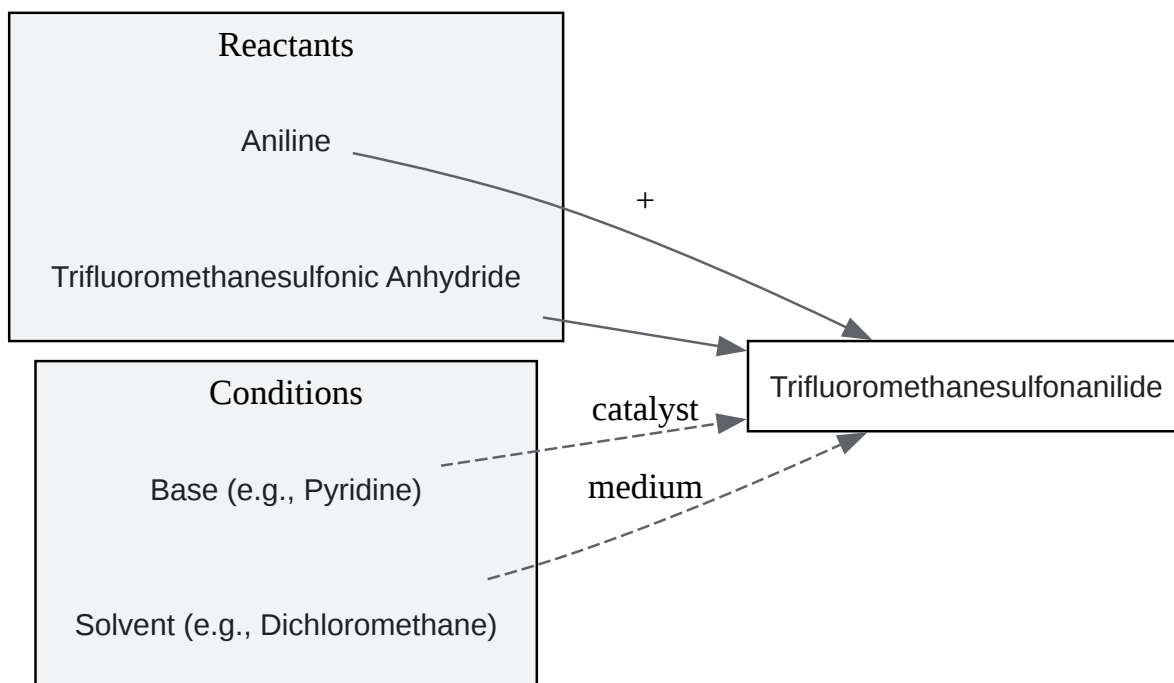 Reactants
Aniline
+
Trifluoromethanesulfonic Anhydride
Trifluoromethanesulfonanilide
Conditions
catalyst
Base (e.g., Pyridine)
medium
Solvent (e.g., Dichloromethane)